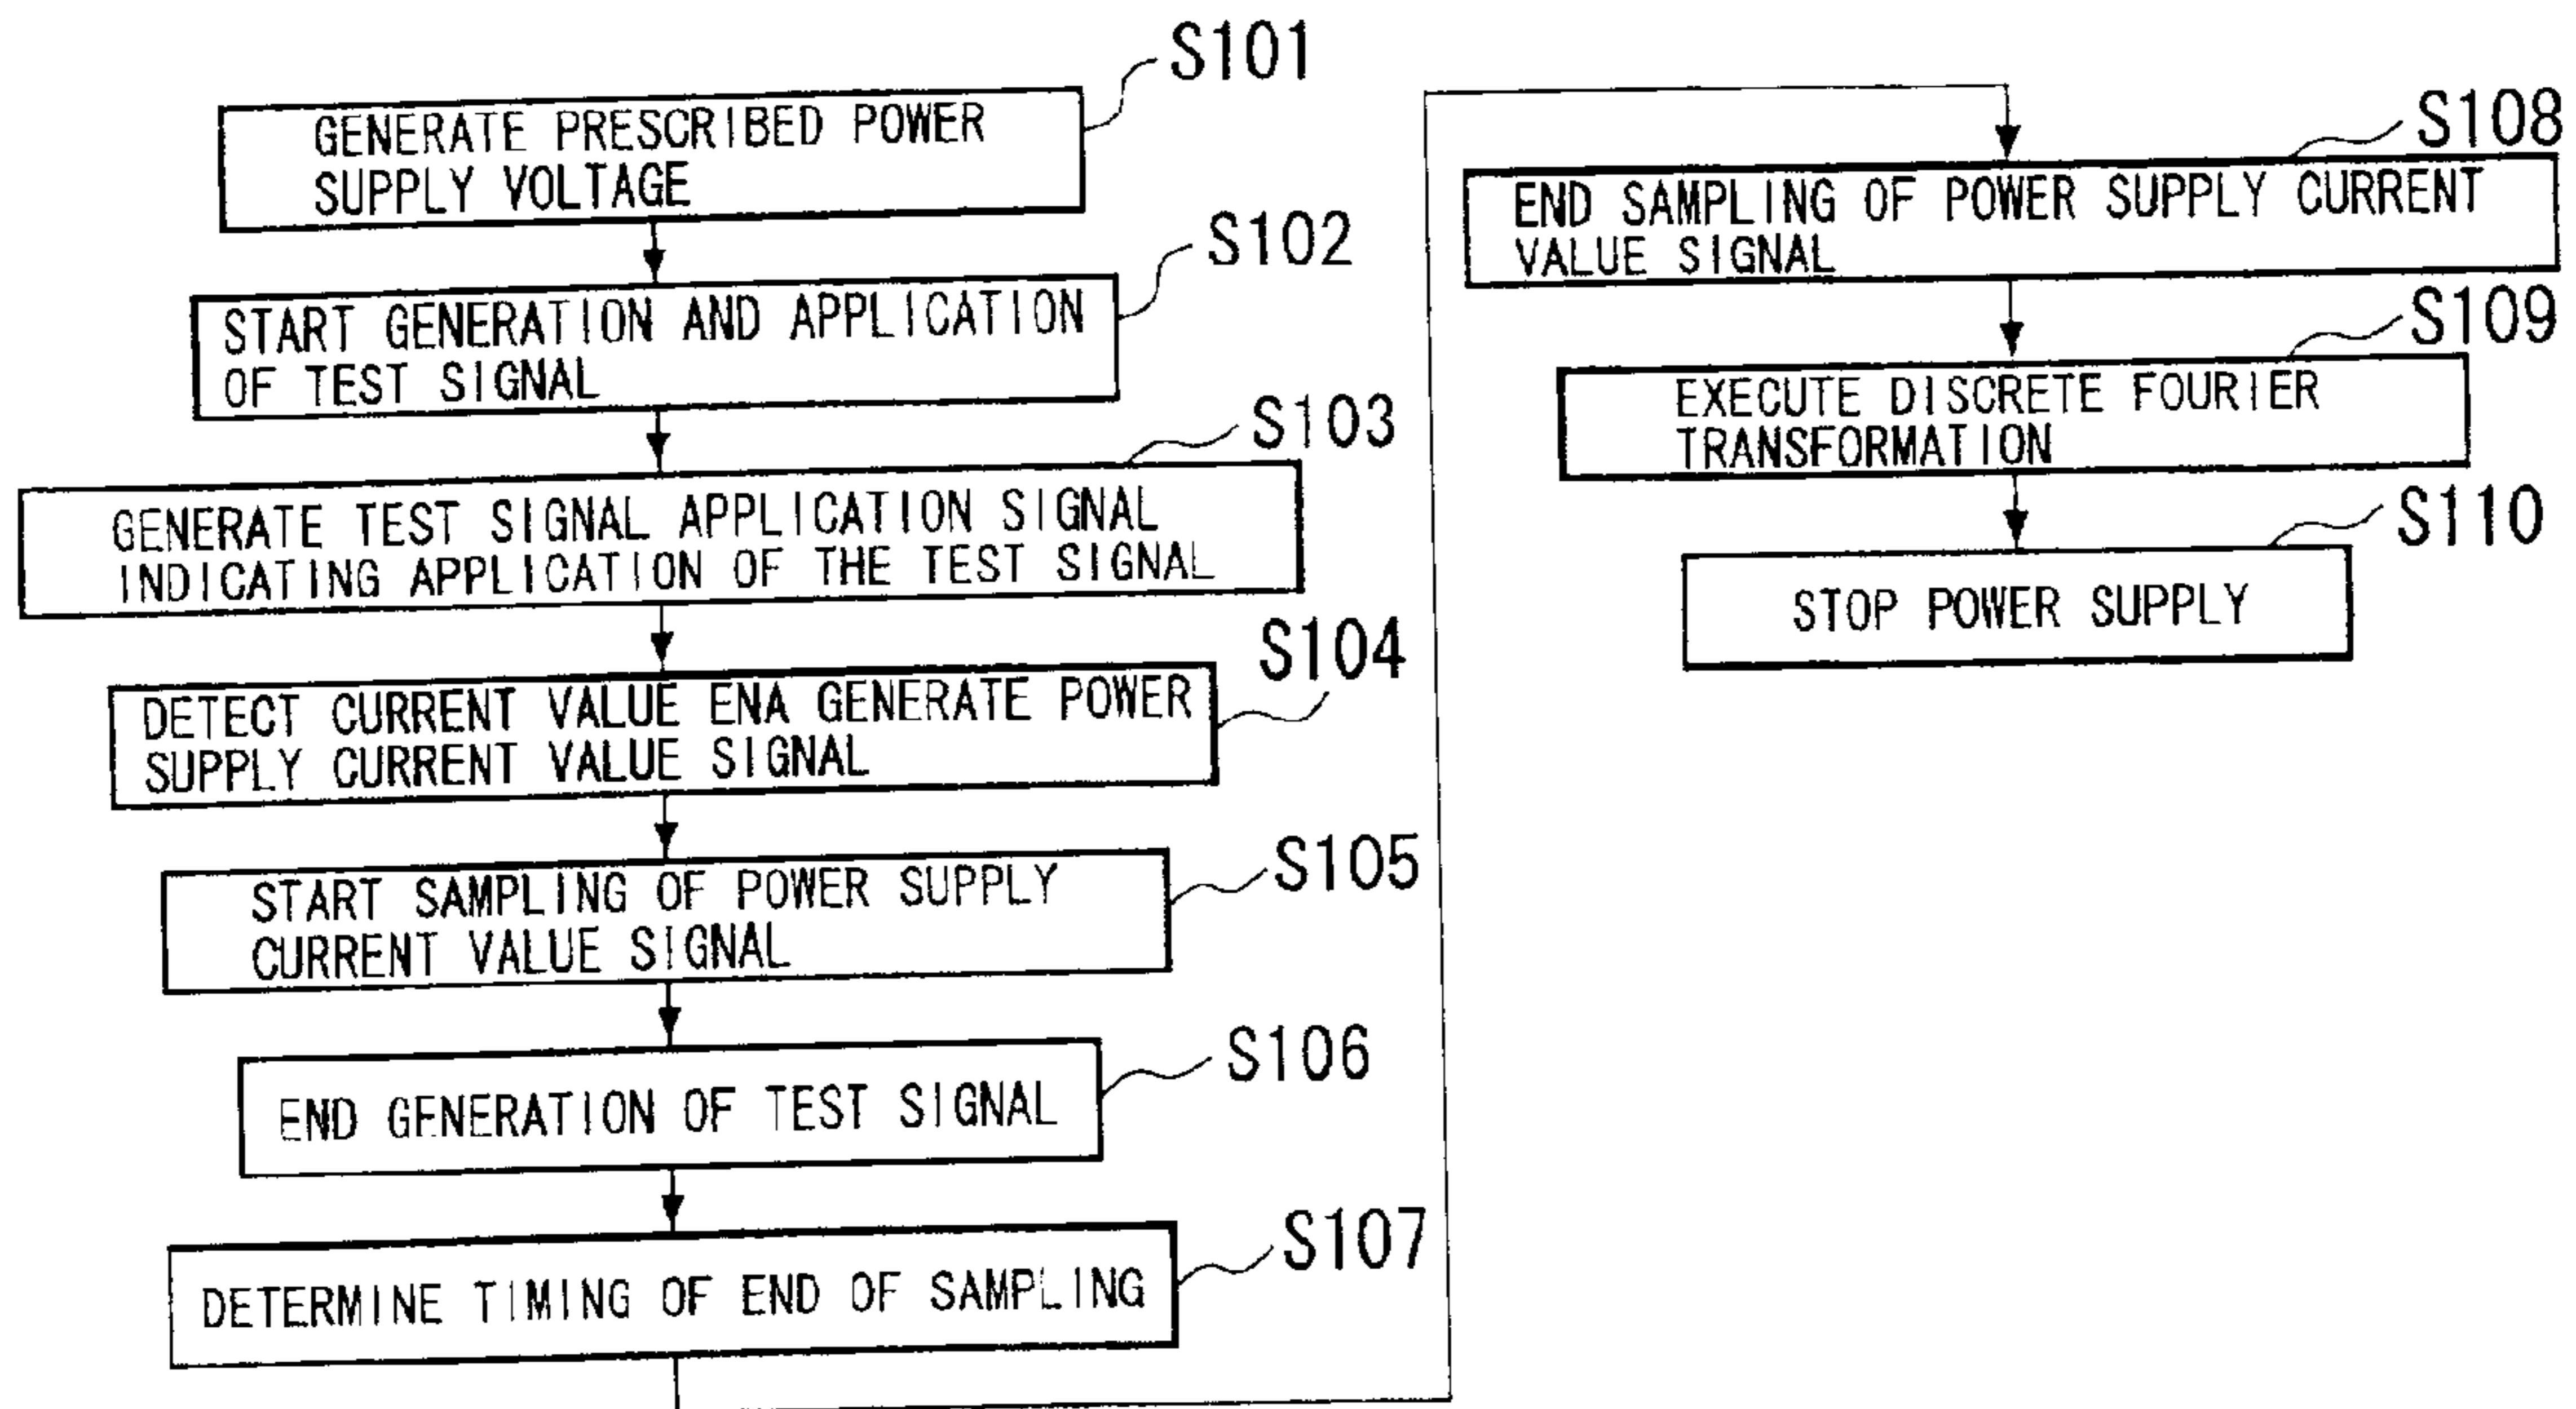 S101
GENERATE PRESCRIBED POWER
SUPPLY VOLTAGE
S102
START GENERATION AND APPLICATION
OF TEST SIGNAL
S103
GENERATE TEST SIGNAL APPLICATION SIGNAL
INDICATING APPLICATION OF THE TEST SIGNAL
S104
DETECT CURRENT VALUE ENA GENERATE POWER
SUPPLY CURRENT VALUE SIGNAL
S105
START SAMPLING OF POWER SUPPLY
CURRENT VALUE SIGNAL
S106
END GENERATION OF TEST SIGNAL
S107
DETERMINE TIMING OF END OF SAMPLING
S108
END SAMPLING OF POWER SUPPLY CURRENT
VALUE SIGNAL
S109
EXECUTE DISCRETE FOURIER
TRANSFORMATION
S110
STOP POWER SUPPLY